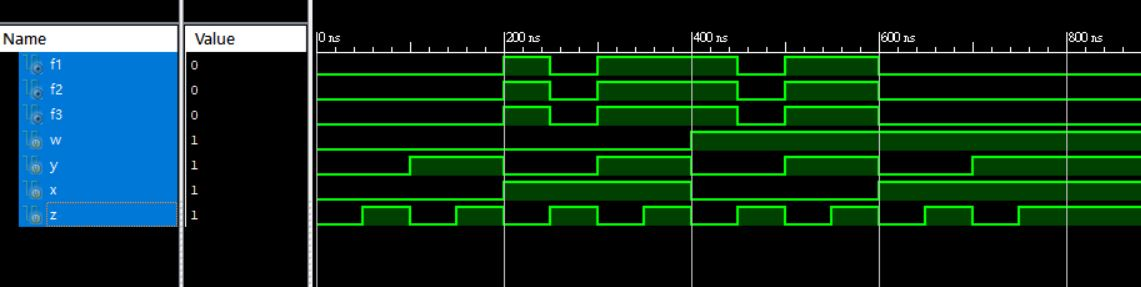 Name Value 0 ns 200 ns 400 ns 600 ns 800 ns
f1 0
f2 0
f3 0
w 1
y 1
x 1
z 1